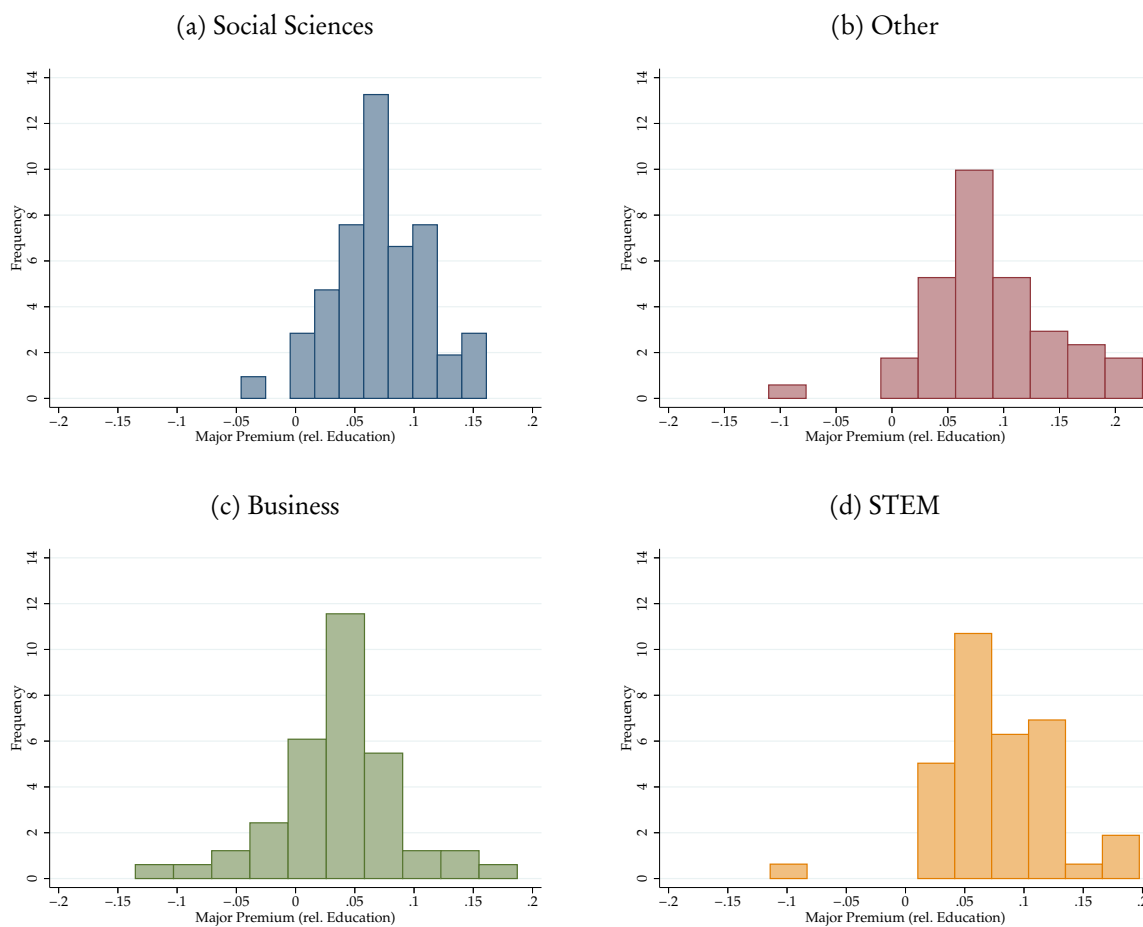 (a) Social Sciences
Frequency
14
12
10
8
6
4
2
0
−.2 −.15 −.1 −.05 0 .05 .1 .15 .2
Major Premium (rel. Education)
(b) Other
Frequency
14
12
10
8
6
4
2
0
−.2 −.15 −.1 −.05 0 .05 .1 .15 .2
Major Premium (rel. Education)
(c) Business
Frequency
14
12
10
8
6
4
2
0
−.2 −.15 −.1 −.05 0 .05 .1 .15 .2
Major Premium (rel. Education)
(d) STEM
Frequency
14
12
10
8
6
4
2
0
−.2 −.15 −.1 −.05 0 .05 .1 .15 .2
Major Premium (rel. Education)